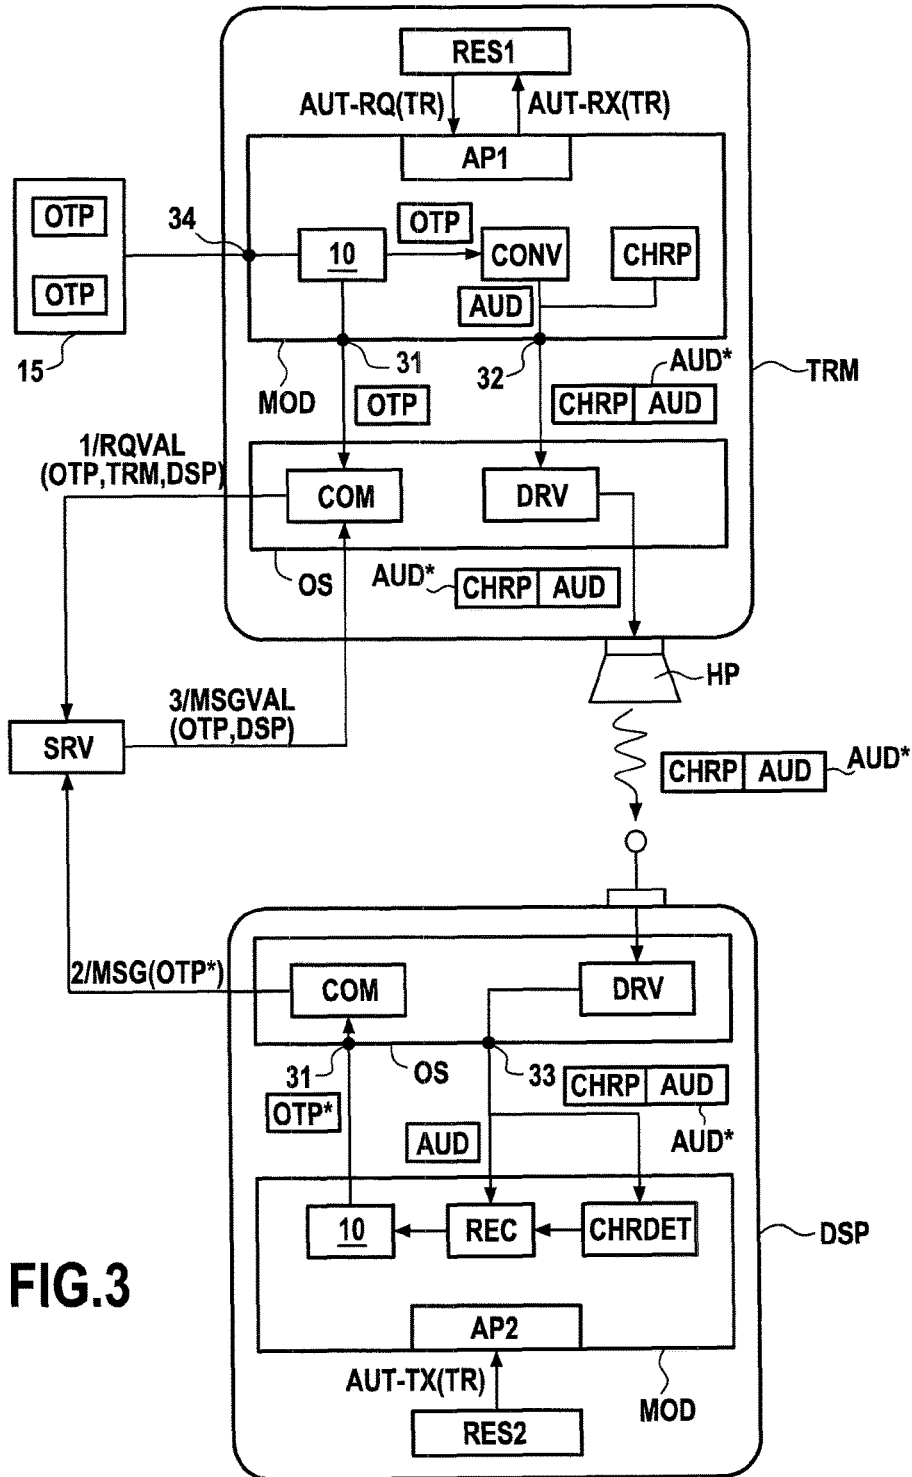 RES1
AUT-RQ(TR)
AUT-RX(TR)
AP1
OTP
OTP
15
34
10
OTP
CONV
CHRP
AUD
31
32
MOD
OTP
AUD*
CHRP AUD
TRM
1/RQVAL
(OTP,TRM,DSP)
COM
DRV
OS
AUD*
CHRP AUD
HP
3/MSGVAL
(OTP,DSP)
SRV
CHRP AUD
AUD*
2/MSG(OTP*)
COM
DRV
31
OS
33
CHRP AUD
AUD*
OTP*
AUD
10
REC
CHRDET
DSP
FIG.3
AP2
AUT-TX(TR)
MOD
RES2